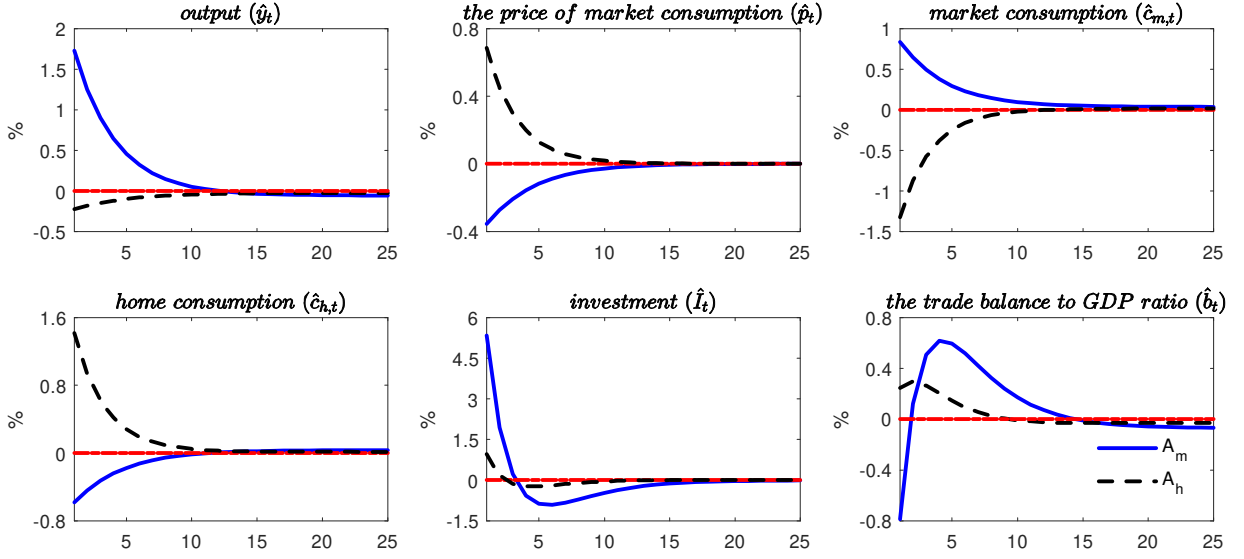 output (ŷₜ)
2
1.5
1
0.5
0
-0.5
%
5 10 15 20 25
the price of market consumption (p̂ₜ)
0.8
0.4
0
-0.4
%
5 10 15 20 25
market consumption (ĉₘ,ₜ)
1
0.5
0
-0.5
-1
-1.5
%
5 10 15 20 25
home consumption (ĉₕ,ₜ)
1.6
0.8
0
-0.8
%
5 10 15 20 25
investment (Îₜ)
6
4.5
3
1.5
0
-1.5
%
5 10 15 20 25
the trade balance to GDP ratio (b̂ₜ)
0.8
0.4
0
-0.4
-0.8
%
5 10 15 20 25
Aₘ
Aₕ